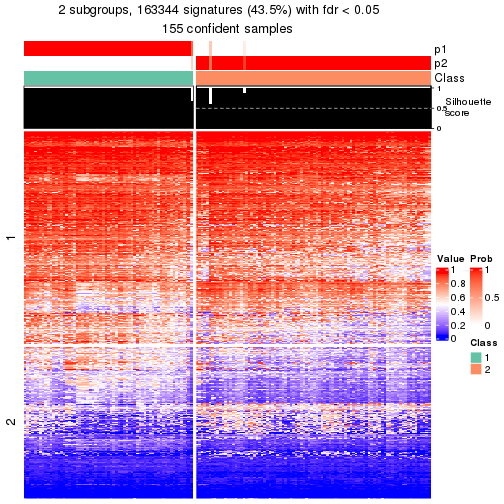 2 subgroups, 163344 signatures (43.5%) with fdr < 0.05
155 confident samples
p1
p2
Class
1
0.5
0
Silhouette
score
1
2
Value
1
0.8
0.6
0.4
0.2
0
Prob
1
0.5
0
Class
1
2